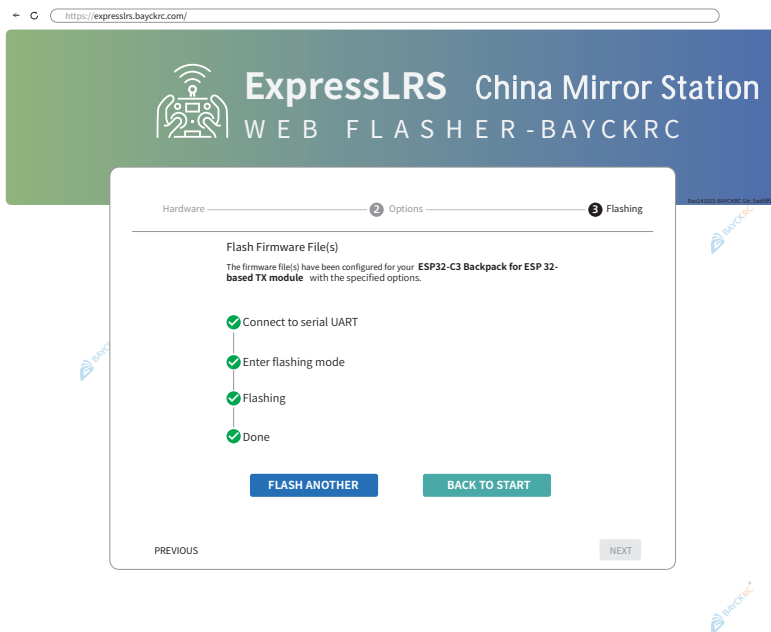 https://expresslrs.bayckrc.com/
ExpressLRS China Mirror Station
WEB FLASHER-BAYCKRC
Hardware 2 Options 3 Flashing
Flash Firmware File(s)
The firmware file(s) have been configured for your ESP32-C3 Backpack for ESP 32-
based TX module with the specified options.
Connect to serial UART
Enter flashing mode
Flashing
Done
FLASH ANOTHER BACK TO START
PREVIOUS NEXT
BAYCKRC
BAYCKRC